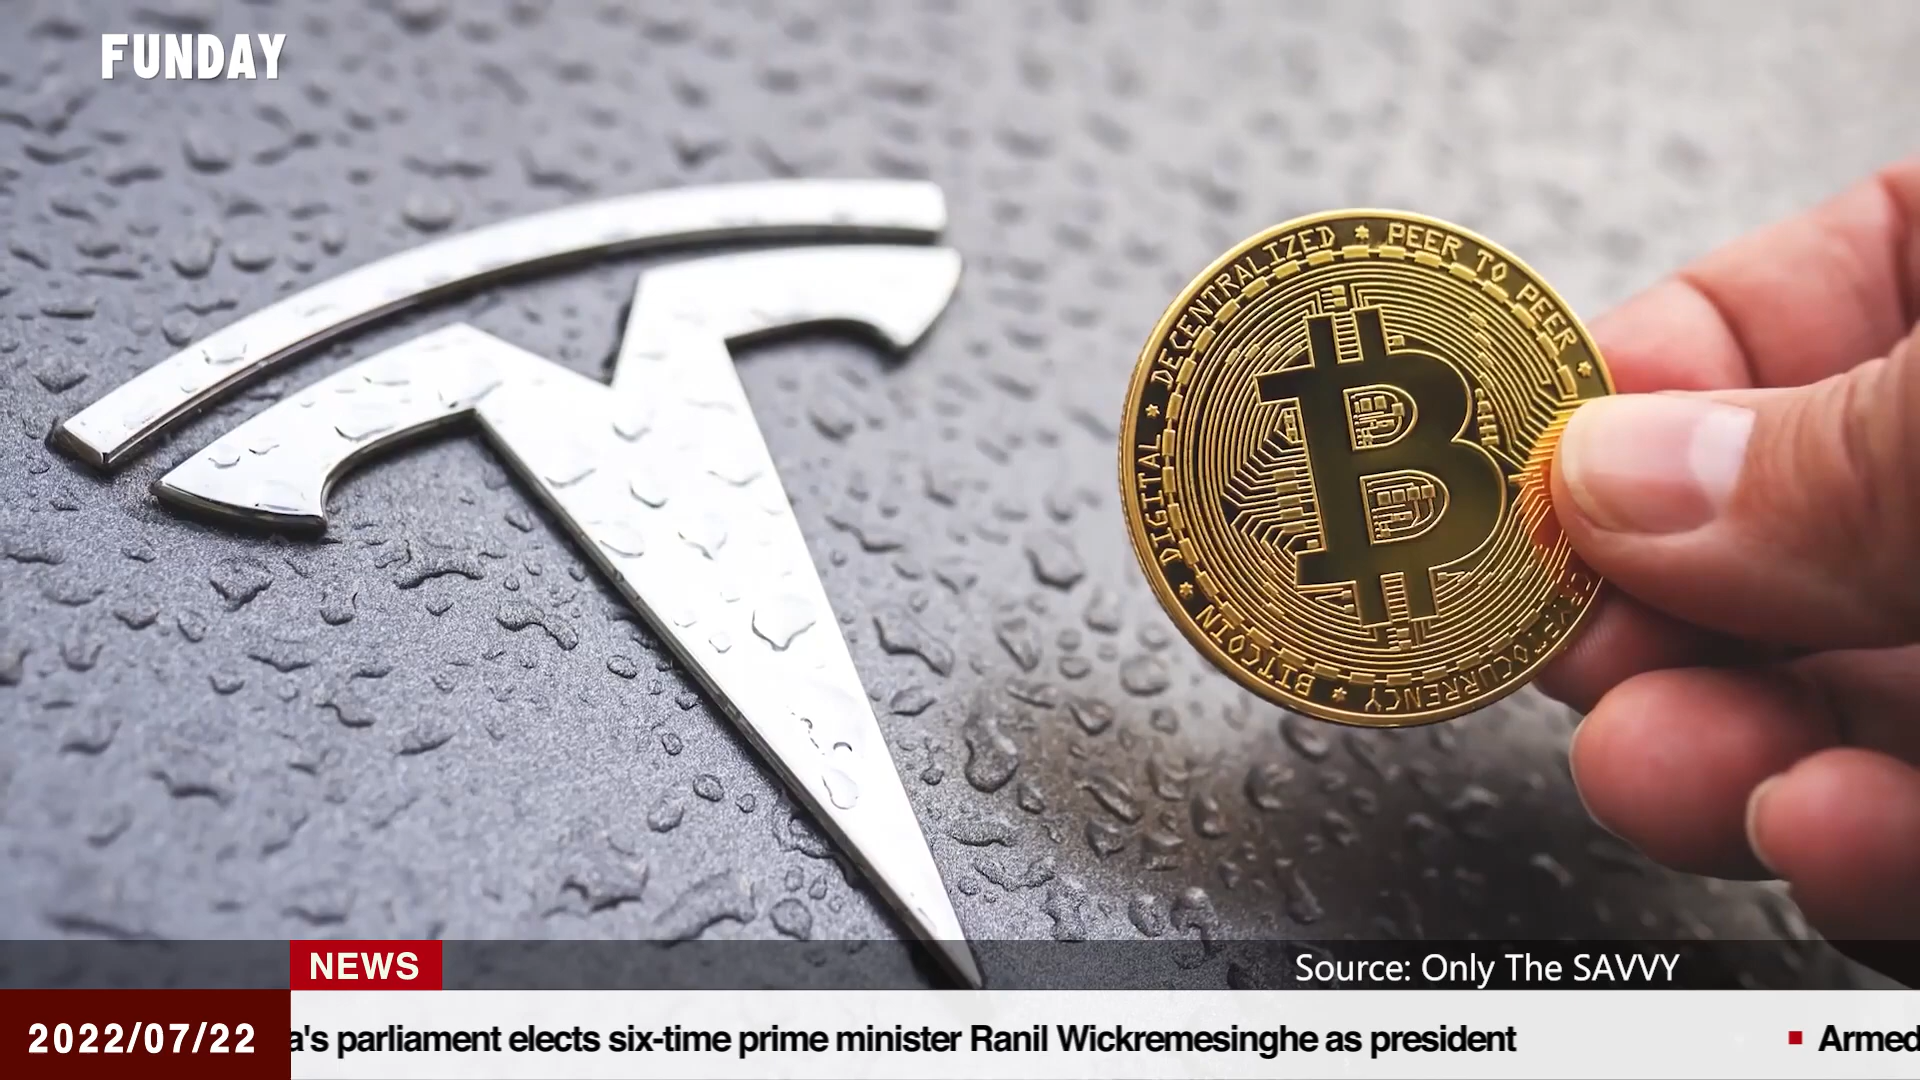 FUNDAY
DIGITAL * DECENTRALIZED * PEER TO PEER *
BITCOIN * CRYPTOCURRENCY
NEWS
Source: Only The SAVVY
2022/07/22
a's parliament elects six-time prime minister Ranil Wickremesinghe as president
Armed